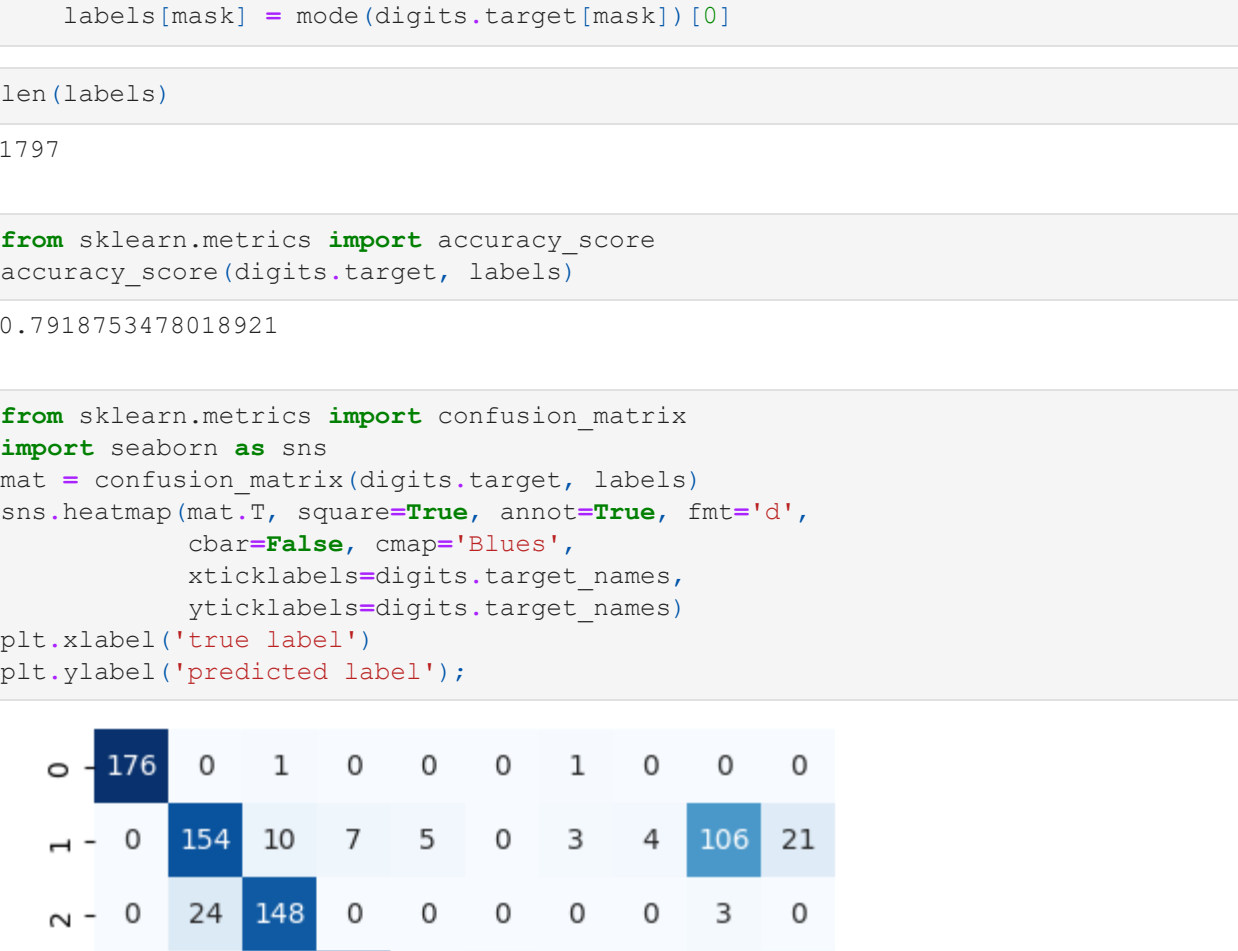 labels[mask] = mode(digits.target[mask])[0]
len(labels)
1797
from sklearn.metrics import accuracy_score
accuracy_score(digits.target, labels)
0.7918753478018921
from sklearn.metrics import confusion_matrix
import seaborn as sns
mat = confusion_matrix(digits.target, labels)
sns.heatmap(mat.T, square=True, annot=True, fmt='d',
cbar=False, cmap='Blues',
xticklabels=digits.target_names,
yticklabels=digits.target_names)
plt.xlabel('true label')
plt.ylabel('predicted label');
0 176 0 1 0 0 0 1 0 0 0
1 0 154 10 7 5 0 3 4 106 21
2 0 24 148 0 0 0 0 0 3 0